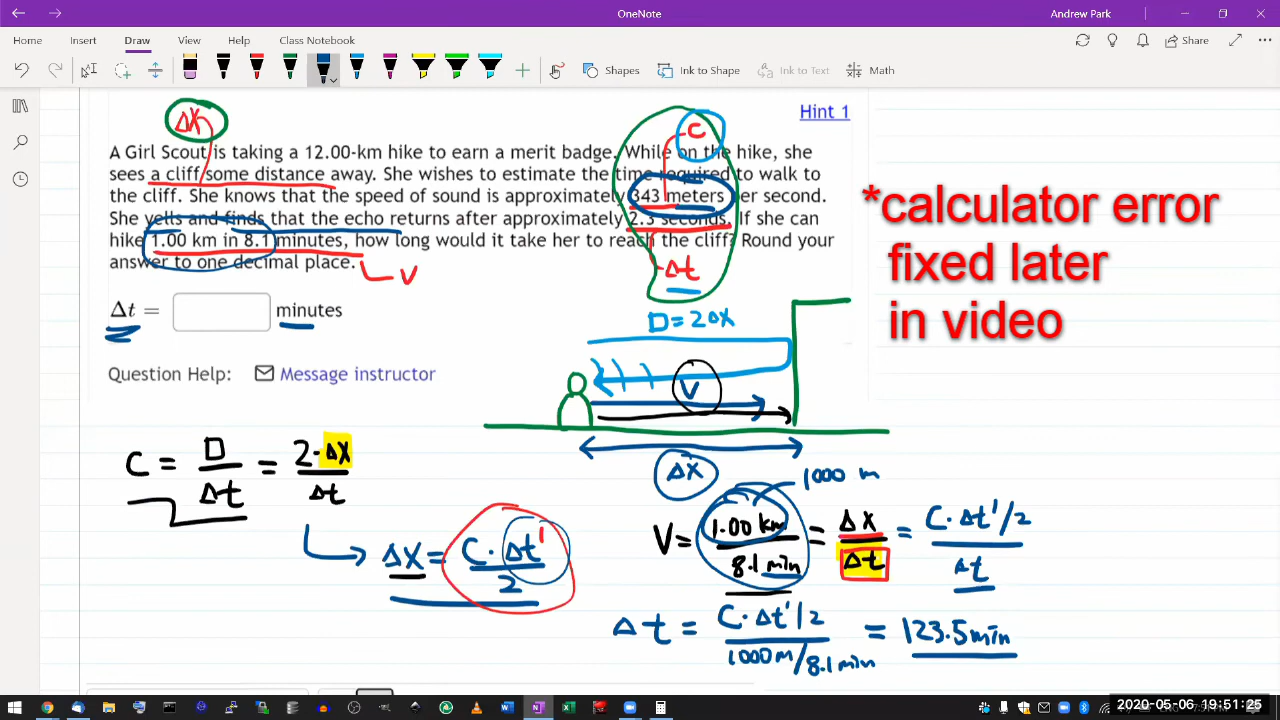 OneNote
Andrew Park
Home Insert Draw View Help Class Notebook
Share
Shapes Ink to Shape Ink to Text Math
Δx
C
Hint 1
A Girl Scout is taking a 12.00-km hike to earn a merit badge. While on the hike, she
sees a cliff some distance away. She wishes to estimate the time required to walk to
the cliff. She knows that the speed of sound is approximately 343 meters per second.
She yells and finds that the echo returns after approximately 2.3 seconds. If she can
hike 1.00 km in 8.1 minutes, how long would it take her to reach the cliff? Round your
answer to one decimal place.
V
Δt
*calculator error
fixed later
in video
Δt = minutes
D = 2Δx
Question Help: Message instructor
V
C = D/Δt = 2·Δx/Δt
Δx
1000 m
V = 1.00 km/8.1 min = Δx/Δt = C·Δt'/2/Δt
Δx = C·Δt'/2
Δt = C·Δt'/2/1000 m/8.1 min = 123.5 min
2020-05-06 19:51:25